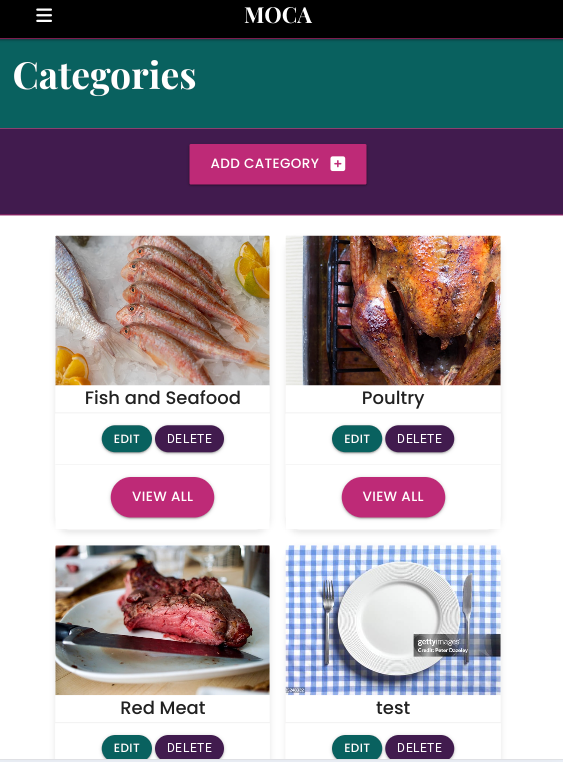 MOCA
Categories
ADD CATEGORY
Fish and Seafood
Poultry
EDIT DELETE
EDIT DELETE
VIEW ALL
VIEW ALL
gettyimages
Credit: Peter Dazeley
Red Meat
test
EDIT DELETE
EDIT DELETE